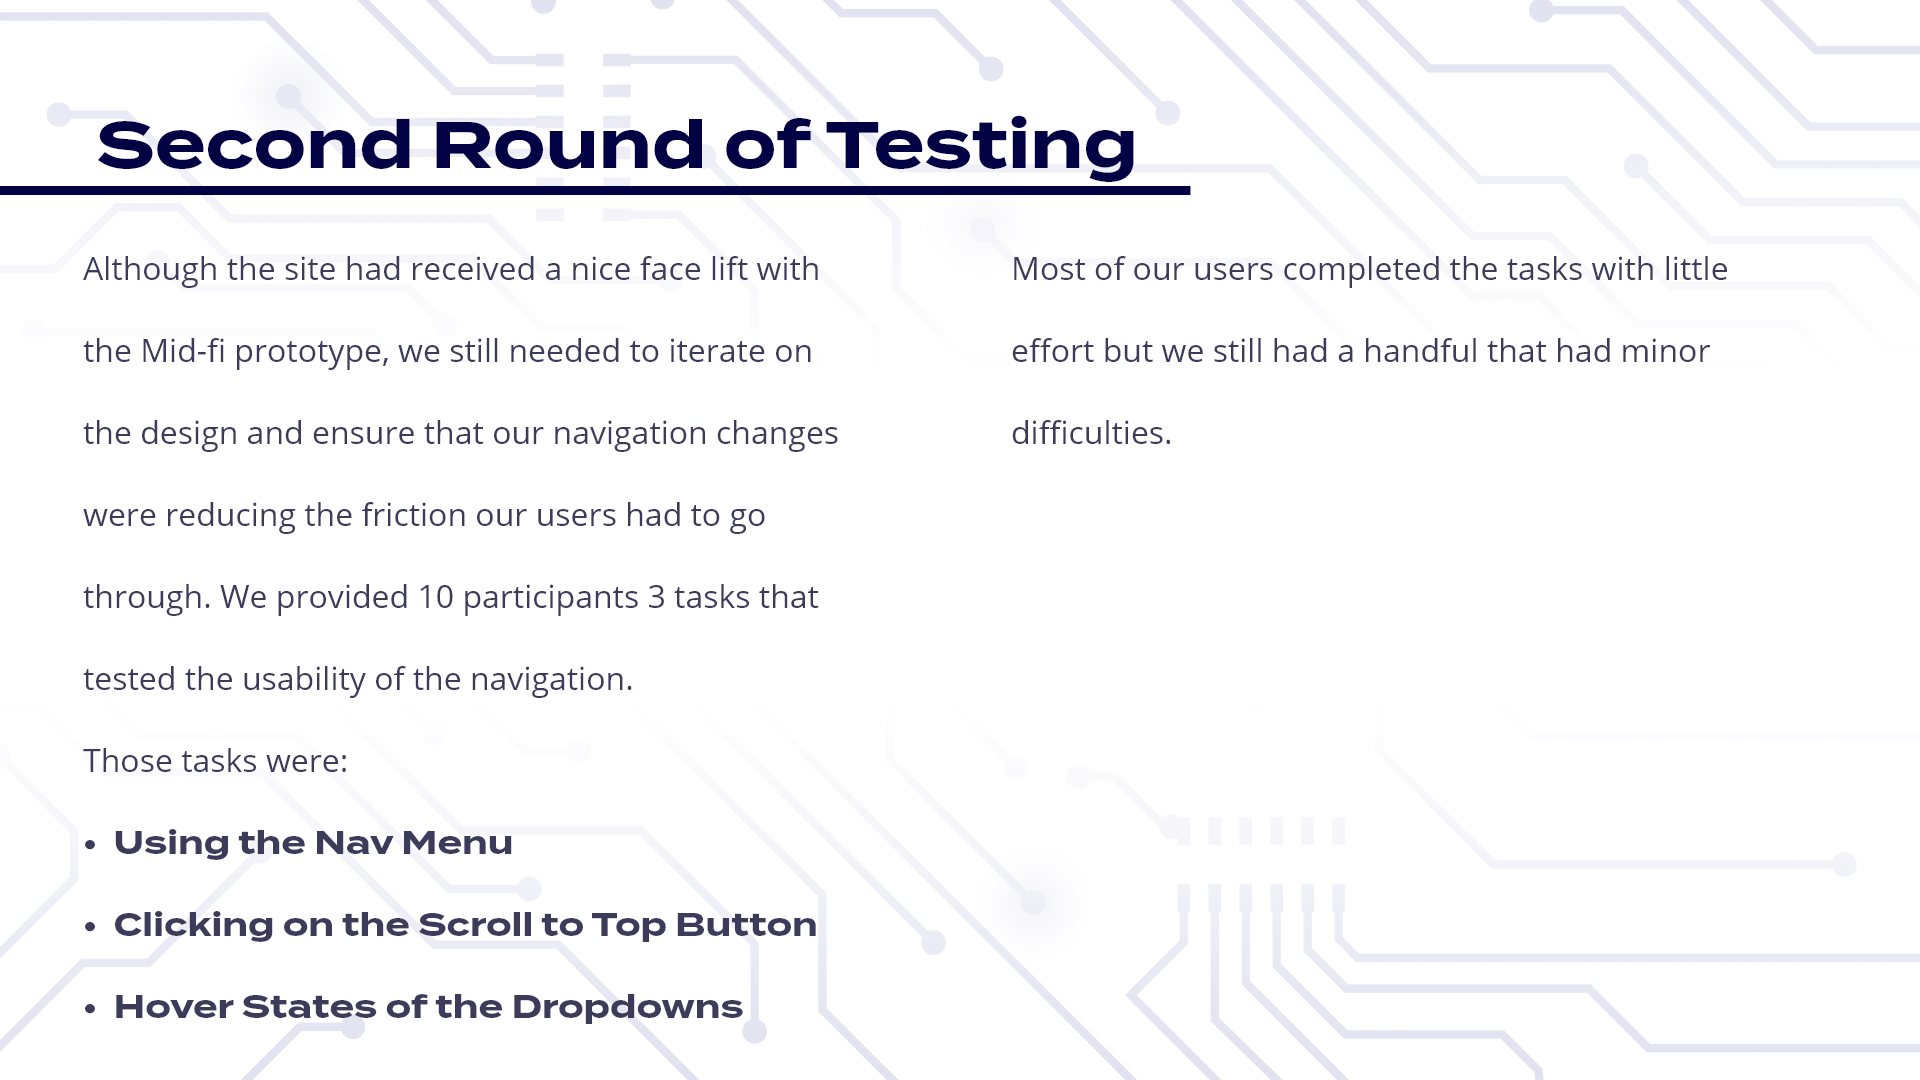 Second Round of Testing
Although the site had received a nice face lift with
the Mid-fi prototype, we still needed to iterate on
the design and ensure that our navigation changes
were reducing the friction our users had to go
through. We provided 10 participants 3 tasks that
tested the usability of the navigation.
Those tasks were:
• Using the Nav Menu
• Clicking on the Scroll to Top Button
• Hover States of the Dropdowns
Most of our users completed the tasks with little
effort but we still had a handful that had minor
difficulties.